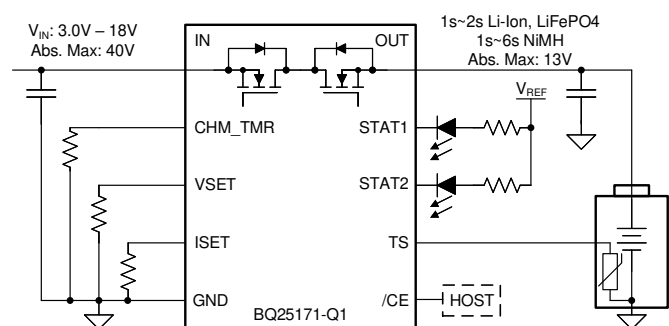 V_IN: 3.0V – 18V
Abs. Max: 40V
IN
OUT
1s~2s Li-Ion, LiFePO4
1s~6s NiMH
Abs. Max: 13V
V_REF
CHM_TMR
STAT1
VSET
STAT2
ISET
TS
GND
/CE
HOST
BQ25171-Q1